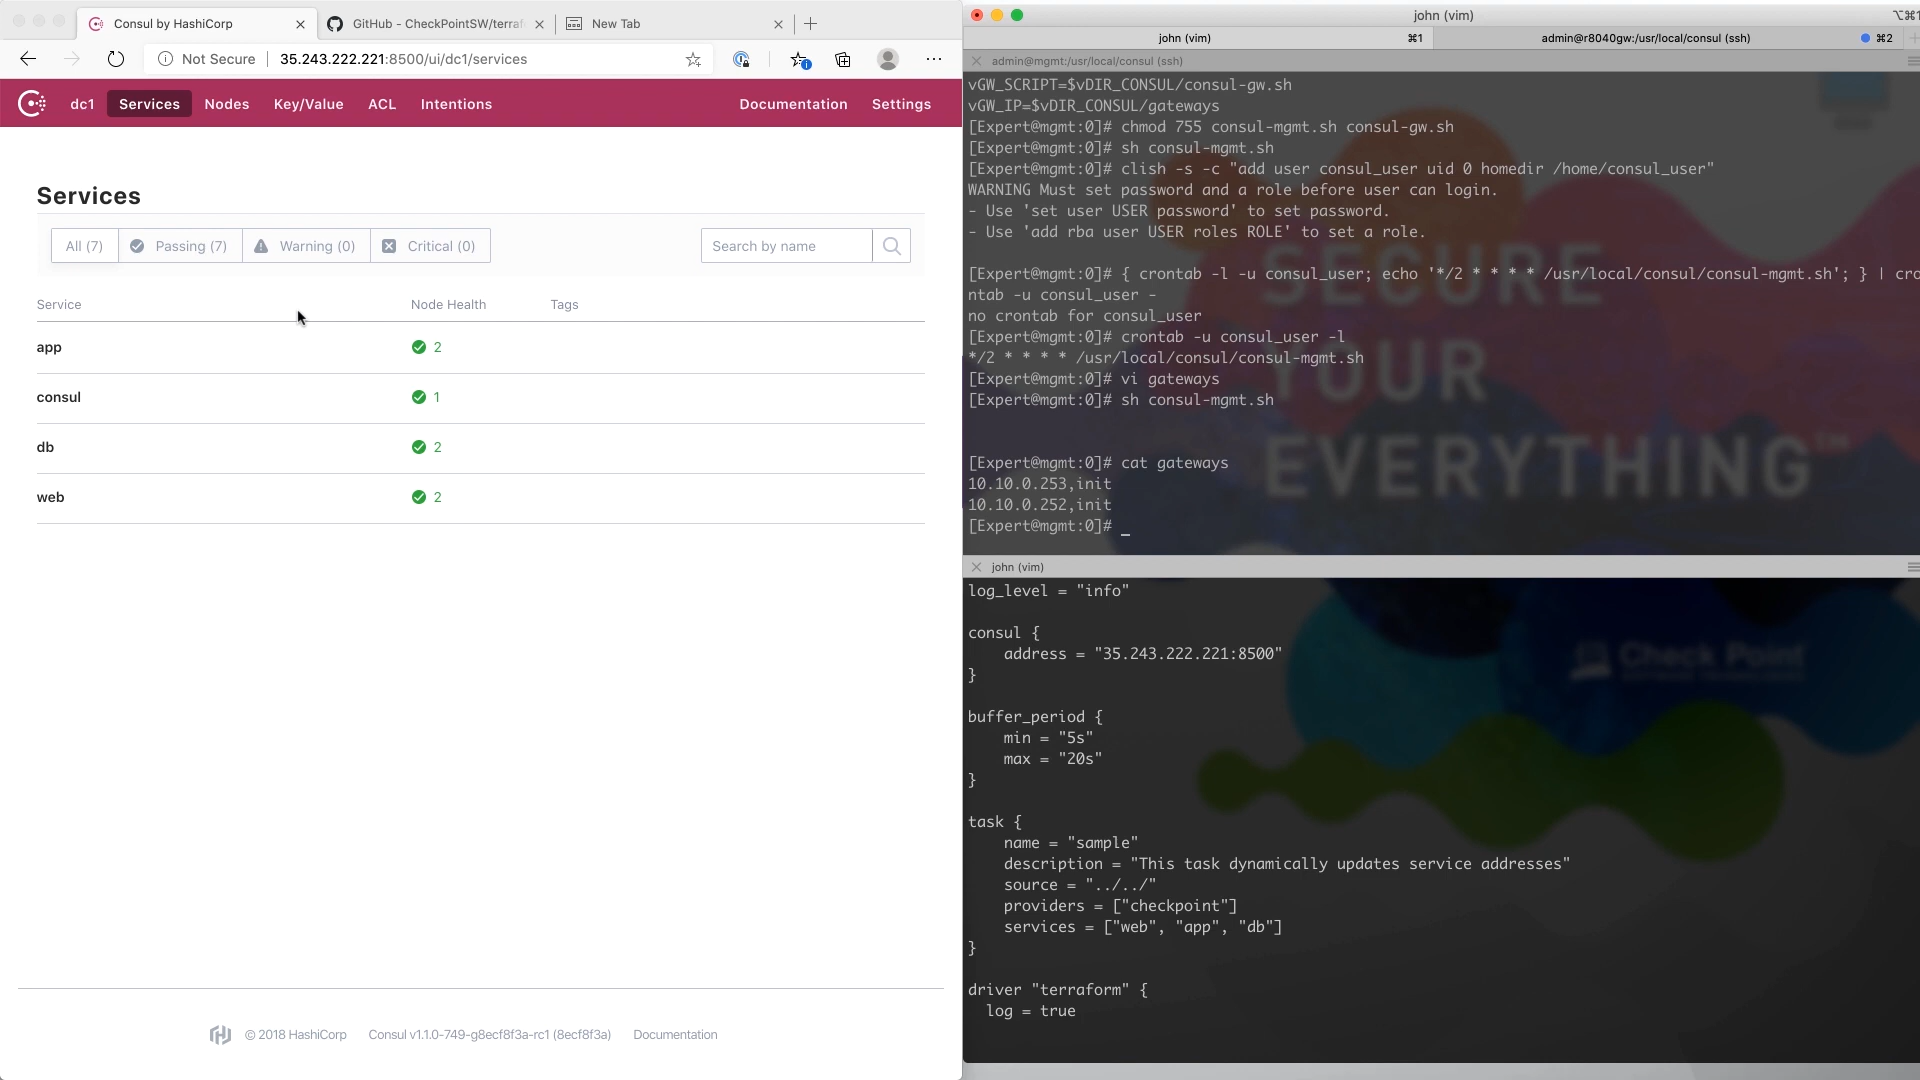 Consul by HashiCorp
GitHub - CheckPointSW/terraf
New Tab
Not Secure
35.243.222.221:8500/ui/dc1/services
dc1
Services
Nodes
Key/Value
ACL
Intentions
Documentation
Settings
Services
All (7)
Passing (7)
Warning (0)
Critical (0)
Search by name
Service
Node Health
Tags
app
2
consul
1
db
2
web
2
© 2018 HashiCorp
Consul v1.1.0-749-g8ecf8f3a-rc1 (8ecf8f3a)
Documentation
john (vim)
⌥⌘1
john (vim)
⌘1
admin@r8040gw:/usr/local/consul (ssh)
⌘2
admin@mgmt:/usr/local/consul (ssh)
vGW_SCRIPT=$vDIR_CONSUL/consul-gw.sh
vGW_IP=$vDIR_CONSUL/gateways
[Expert@mgmt:0]# chmod 755 consul-mgmt.sh consul-gw.sh
[Expert@mgmt:0]# sh consul-mgmt.sh
[Expert@mgmt:0]# clish -s -c "add user consul_user uid 0 homedir /home/consul_user"
WARNING Must set password and a role before user can login.
- Use 'set user USER password' to set password.
- Use 'add rba user USER roles ROLE' to set a role.
[Expert@mgmt:0]# { crontab -l -u consul_user; echo '*/2 * * * * /usr/local/consul/consul-mgmt.sh'; } | cro
ntab -u consul_user -
no crontab for consul_user
[Expert@mgmt:0]# crontab -u consul_user -l
*/2 * * * * /usr/local/consul/consul-mgmt.sh
[Expert@mgmt:0]# vi gateways
[Expert@mgmt:0]# sh consul-mgmt.sh
[Expert@mgmt:0]# cat gateways
10.10.0.253,init
10.10.0.252,init
[Expert@mgmt:0]# _
SECURE
YOUR
EVERYTHING
john (vim)
log_level = "info"
consul {
address = "35.243.222.221:8500"
}
buffer_period {
min = "5s"
max = "20s"
}
task {
name = "sample"
description = "This task dynamically updates service addresses"
source = "../../"
providers = ["checkpoint"]
services = ["web", "app", "db"]
}
driver "terraform" {
log = true
Check Point
SOFTWARE TECHNOLOGIES